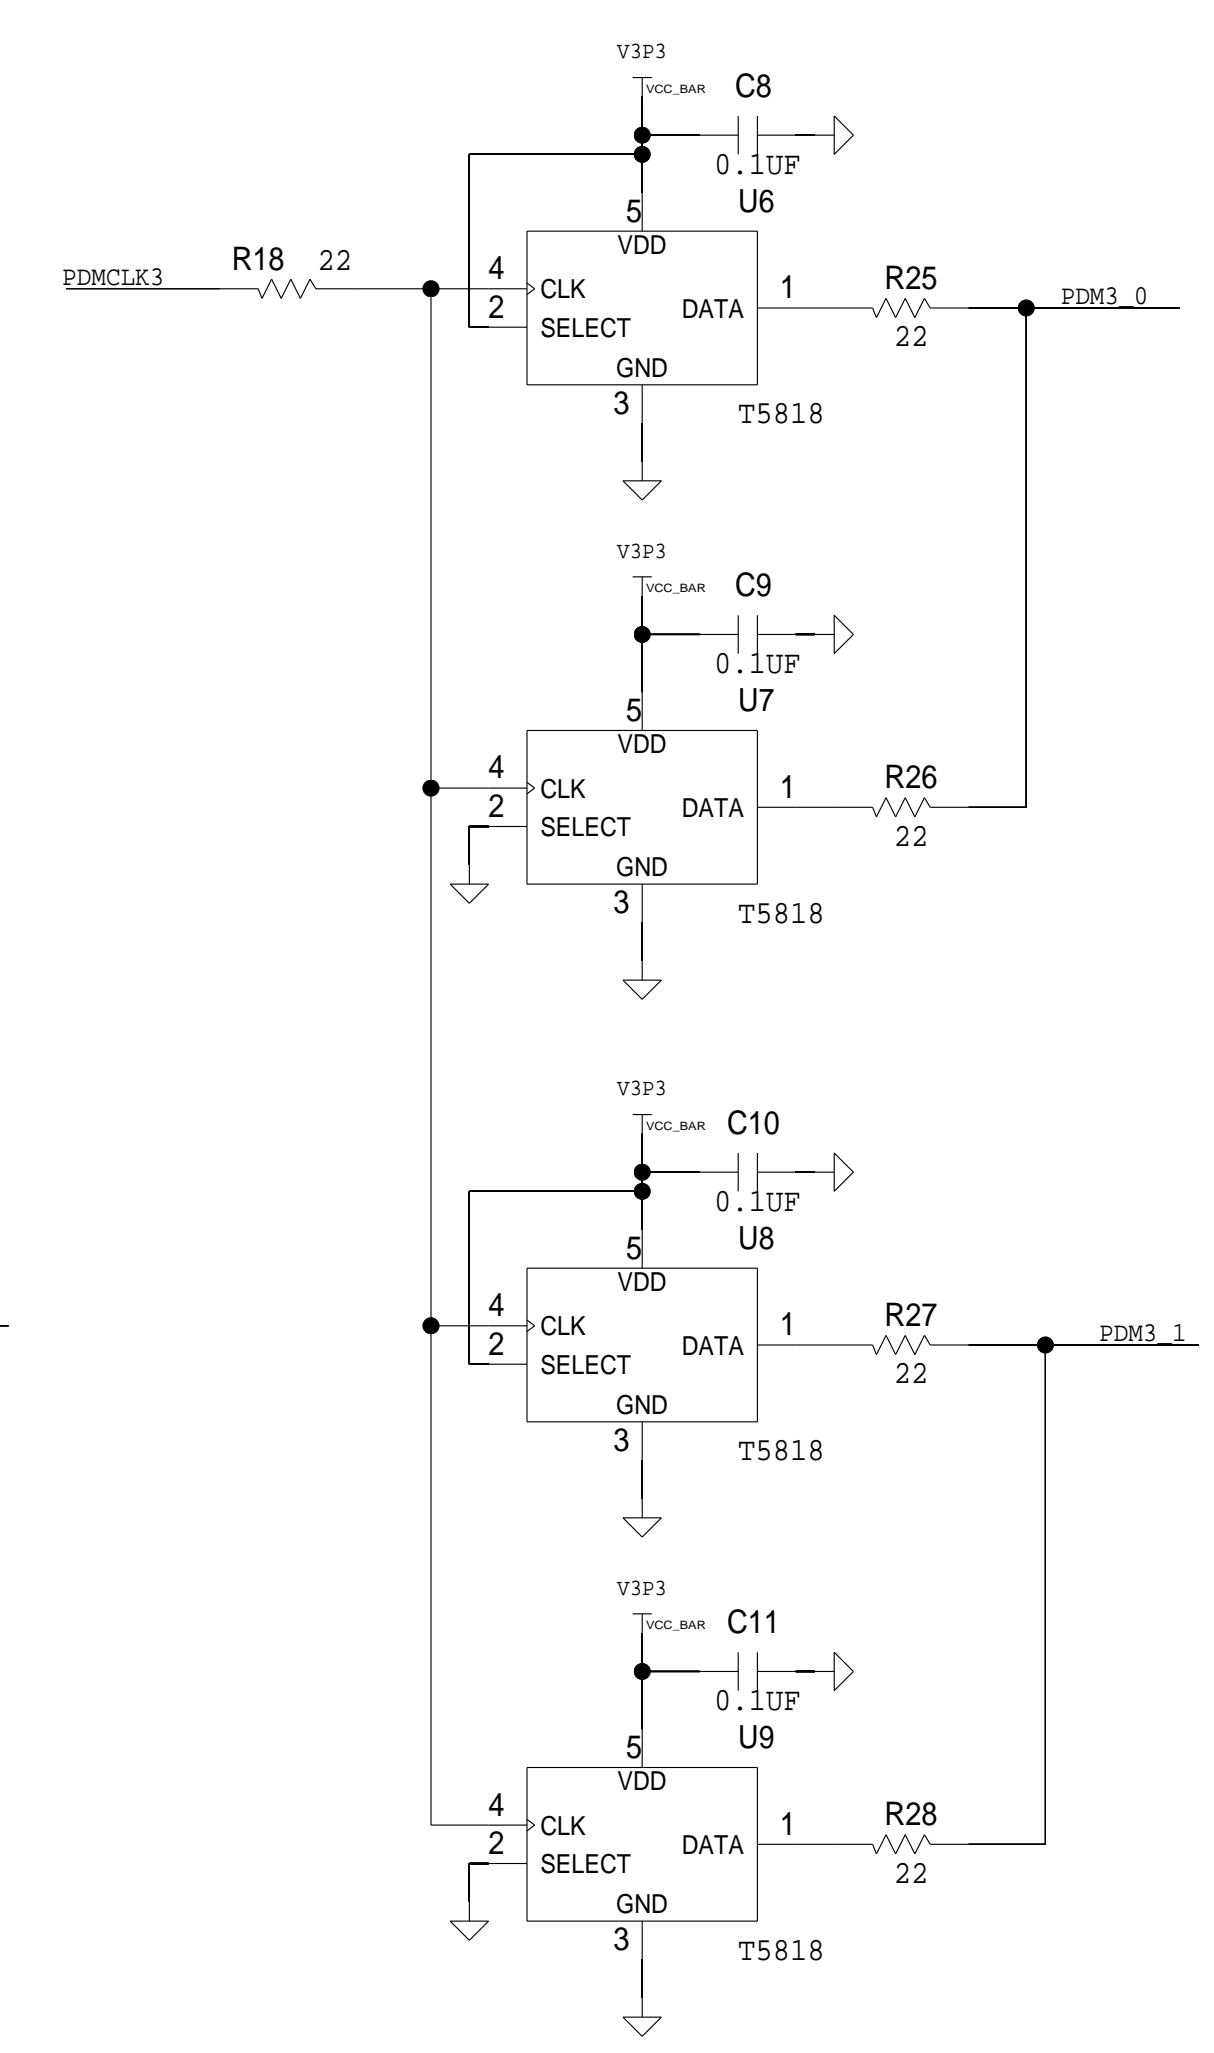 V3P3
VCC_BAR
C8
0.1UF
U6
5
VDD
PDMCLK3
R18 22
4
CLK
2
SELECT
DATA
1
R25
22
PDM3_0
GND
3
T5818
V3P3
VCC_BAR
C9
0.1UF
U7
5
VDD
4
CLK
2
SELECT
DATA
1
R26
22
GND
3
T5818
V3P3
VCC_BAR
C10
0.1UF
U8
5
VDD
4
CLK
2
SELECT
DATA
1
R27
22
PDM3_1
GND
3
T5818
V3P3
VCC_BAR
C11
0.1UF
U9
5
VDD
4
CLK
2
SELECT
DATA
1
R28
22
GND
3
T5818